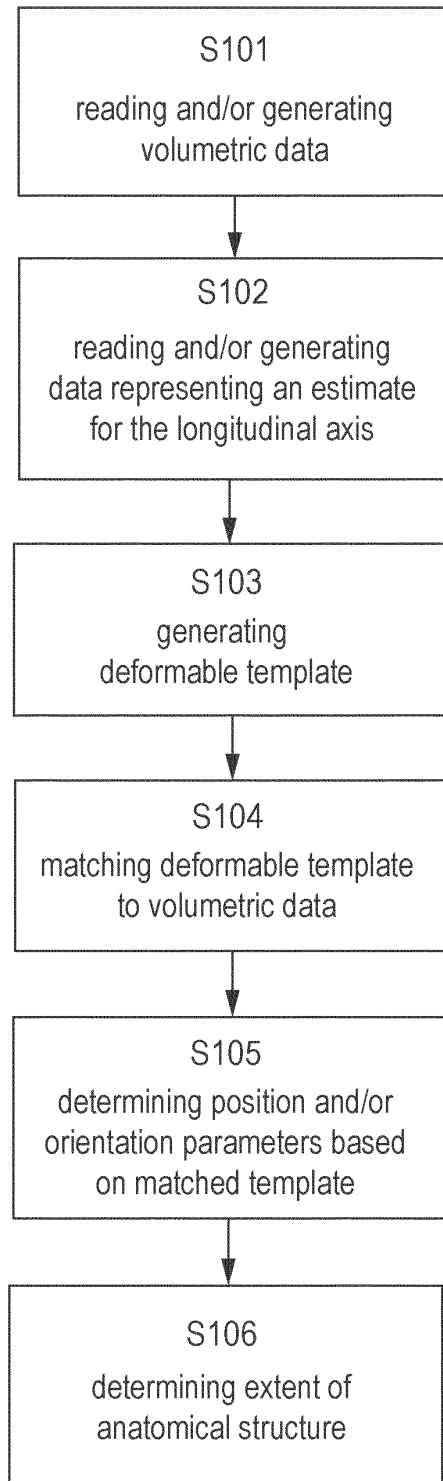 S101
reading and/or generating
volumetric data
S102
reading and/or generating
data representing an estimate
for the longitudinal axis
S103
generating
deformable template
S104
matching deformable template
to volumetric data
S105
determining position and/or
orientation parameters based
on matched template
S106
determining extent of
anatomical structure